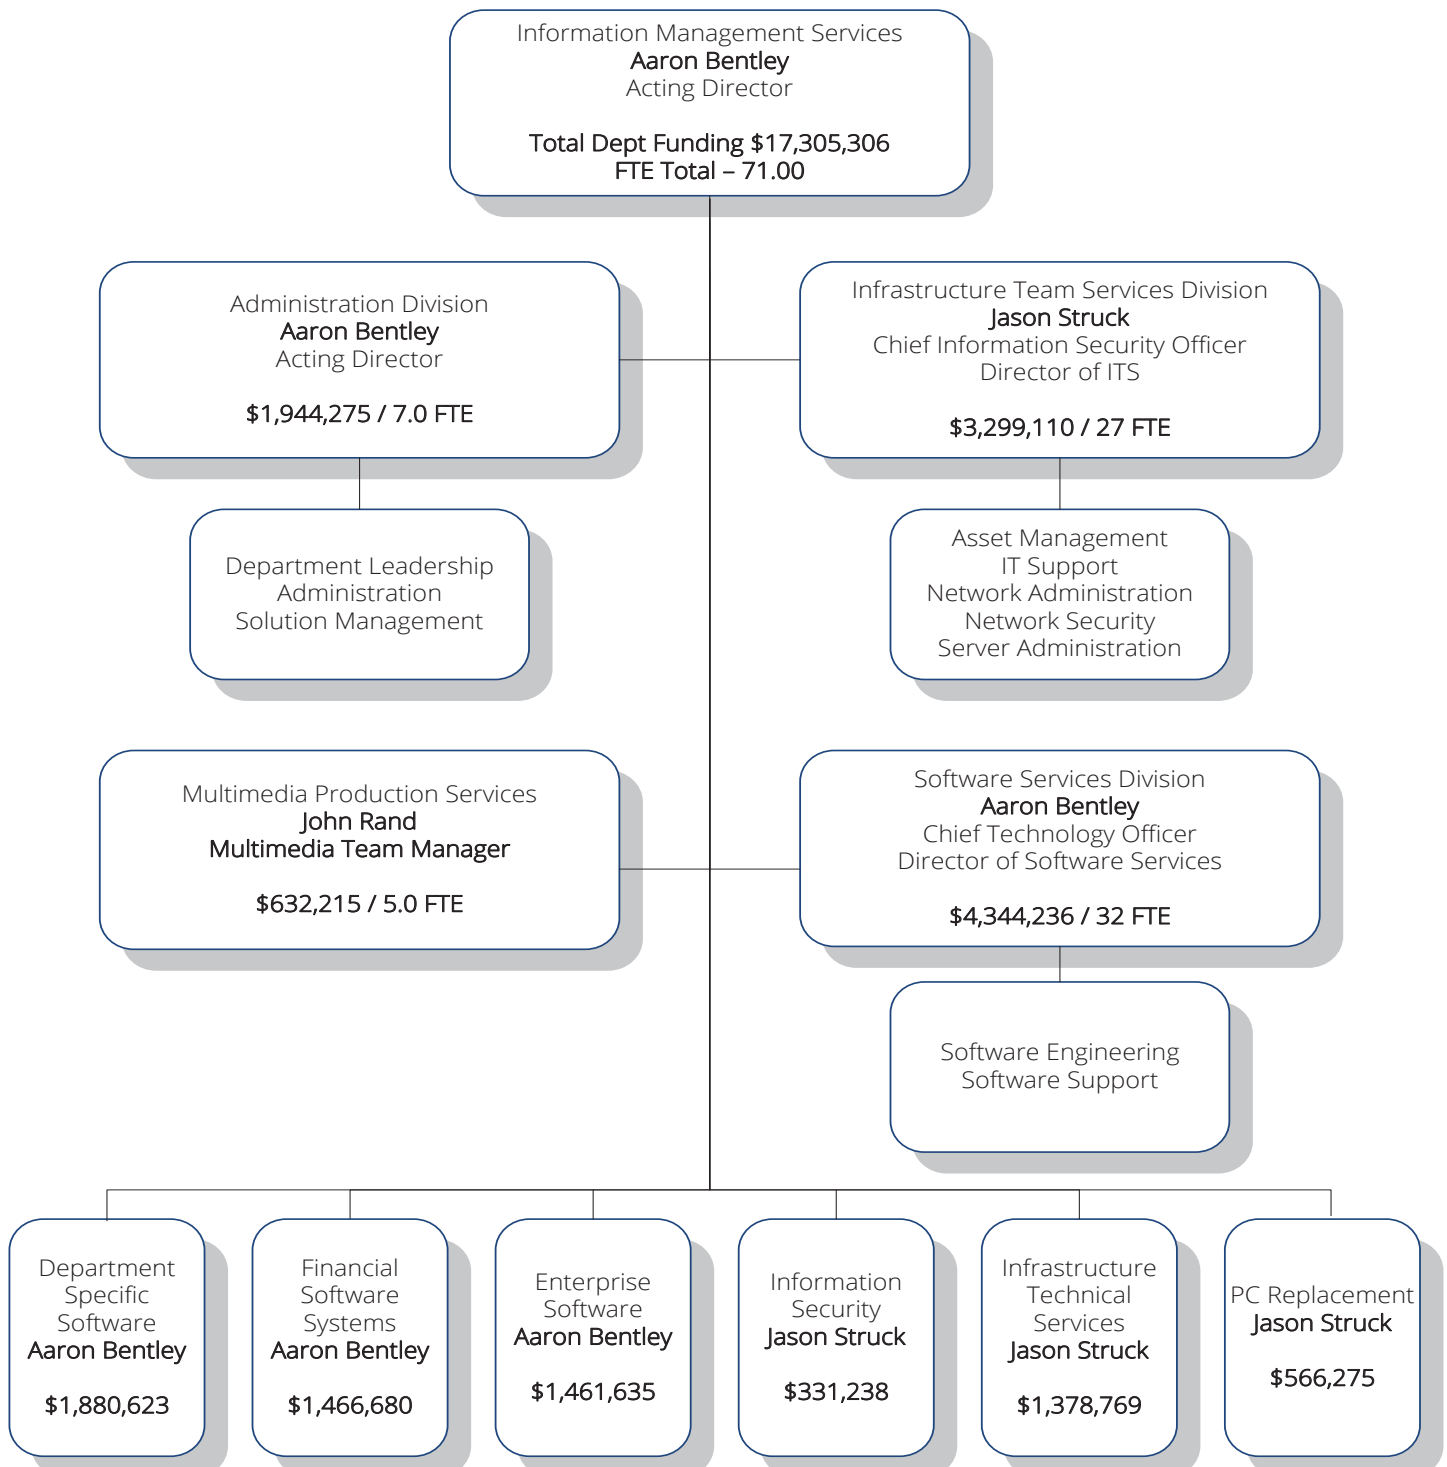 Information Management Services
Aaron Bentley
Acting Director
Total Dept Funding $17,305,306
FTE Total – 71.00
Administration Division
Aaron Bentley
Acting Director
$1,944,275 / 7.0 FTE
Infrastructure Team Services Division
Jason Struck
Chief Information Security Officer
Director of ITS
$3,299,110 / 27 FTE
Department Leadership
Administration
Solution Management
Asset Management
IT Support
Network Administration
Network Security
Server Administration
Multimedia Production Services
John Rand
Multimedia Team Manager
$632,215 / 5.0 FTE
Software Services Division
Aaron Bentley
Chief Technology Officer
Director of Software Services
$4,344,236 / 32 FTE
Software Engineering
Software Support
Department
Specific
Software
Aaron Bentley
$1,880,623
Financial
Software
Systems
Aaron Bentley
$1,466,680
Enterprise
Software
Aaron Bentley
$1,461,635
Information
Security
Jason Struck
$331,238
Infrastructure
Technical
Services
Jason Struck
$1,378,769
PC Replacement
Jason Struck
$566,275